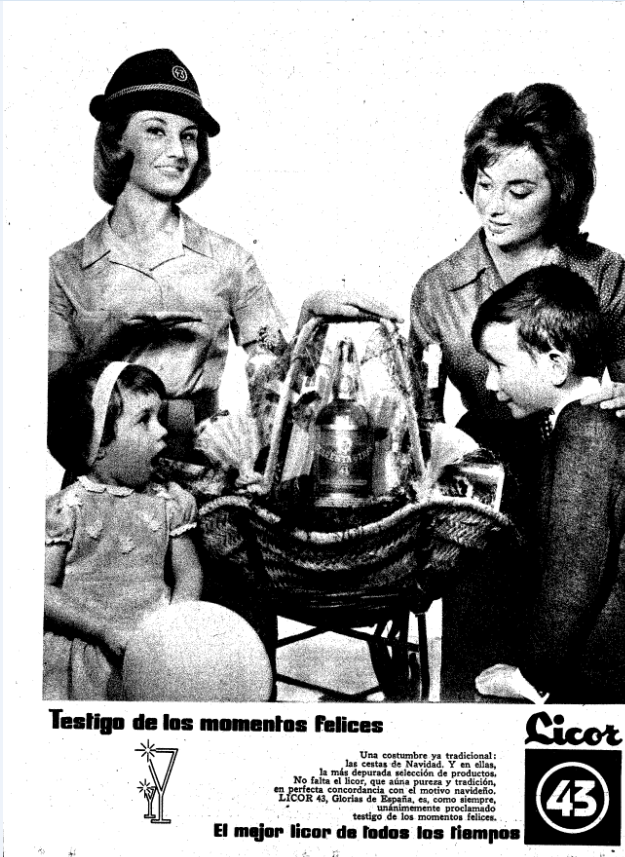 43
Testigo de los momentos felices
Licor
43
Una costumbre ya tradicional:
las cestas de Navidad. Y en ellas,
la más depurada selección de productos.
No falta el licor, que aúna pureza y tradición,
en perfecta concordancia con el motivo navideño.
LICOR 43, Glorias de España, es, como siempre,
unánimemente proclamado
testigo de los momentos felices.
El mejor licor de todos los tiempos